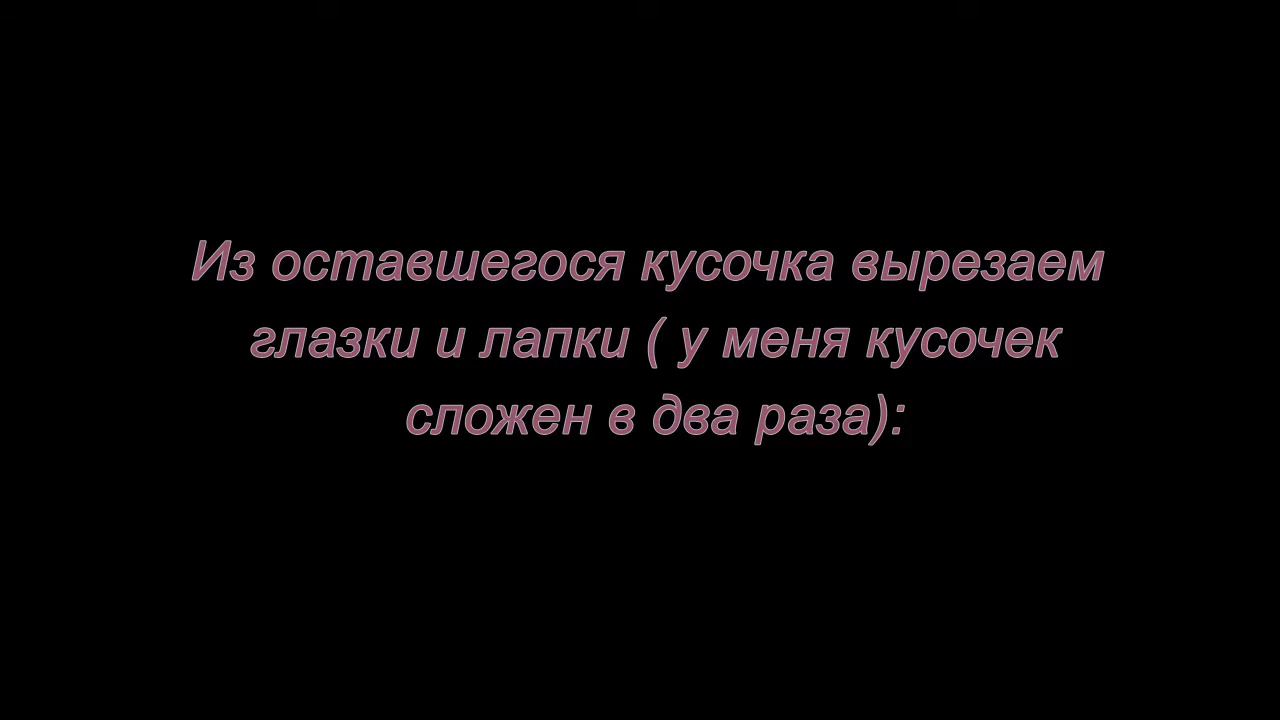 Из оставшегося кусочка вырезаем
глазки и лапки ( у меня кусочек
сложен в два раза):